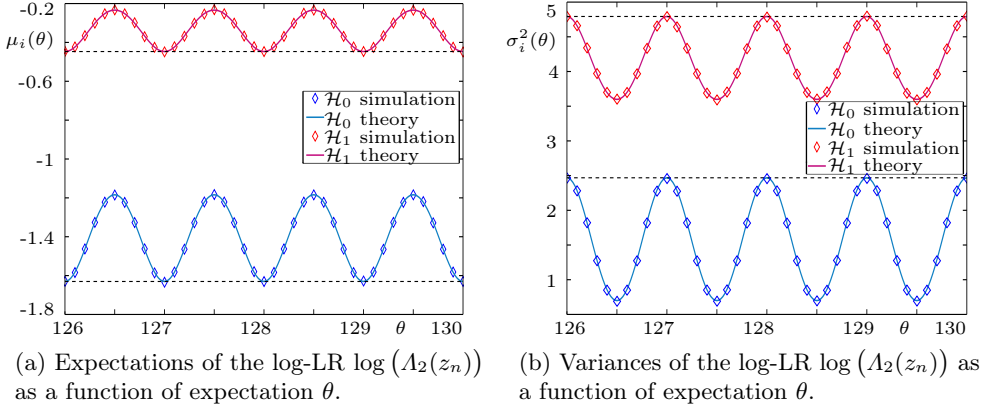 -0.2
μᵢ(θ)
-0.6
-1
-1.4
-1.8
126 127 128 129 θ 130
ℋ₀ simulation
ℋ₀ theory
ℋ₁ simulation
ℋ₁ theory
(a) Expectations of the log-LR log (Λ₂(zₙ))
as a function of expectation θ.
5
σᵢ²(θ)
4
3
2
1
126 127 128 129 θ 130
ℋ₀ simulation
ℋ₀ theory
ℋ₁ simulation
ℋ₁ theory
(b) Variances of the log-LR log (Λ₂(zₙ)) as
a function of expectation θ.